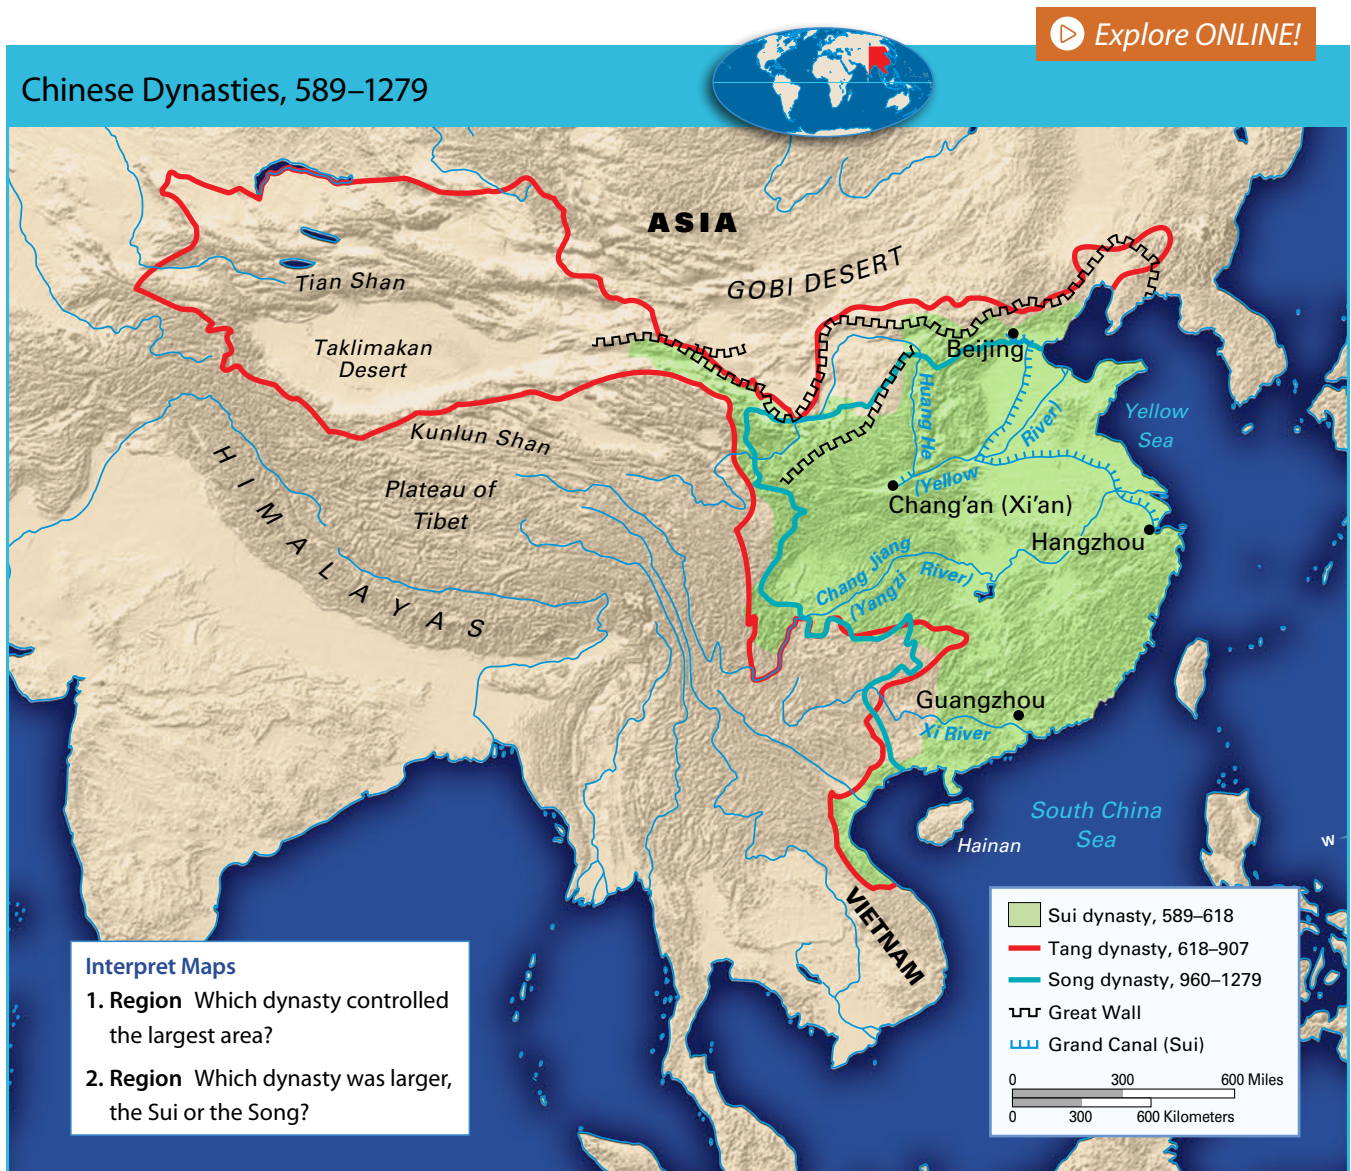 Explore ONLINE!
Chinese Dynasties, 589–1279
ASIA
GOBI DESERT
Tian Shan
Taklimakan
Desert
Beijing
Kunlun Shan
Huang He
(Yellow
River)
Yellow
Sea
Plateau of
Tibet
HIMALAYAS
Chang'an (Xi'an)
Hangzhou
Chang Jiang
(Yangzi
River)
Guangzhou
Xi River
South China
Sea
Hainan
W
VIETNAM
Sui dynasty, 589–618
Tang dynasty, 618–907
Song dynasty, 960–1279
Great Wall
Grand Canal (Sui)
0 300 600 Miles
0 300 600 Kilometers
Interpret Maps
1. Region Which dynasty controlled
the largest area?
2. Region Which dynasty was larger,
the Sui or the Song?